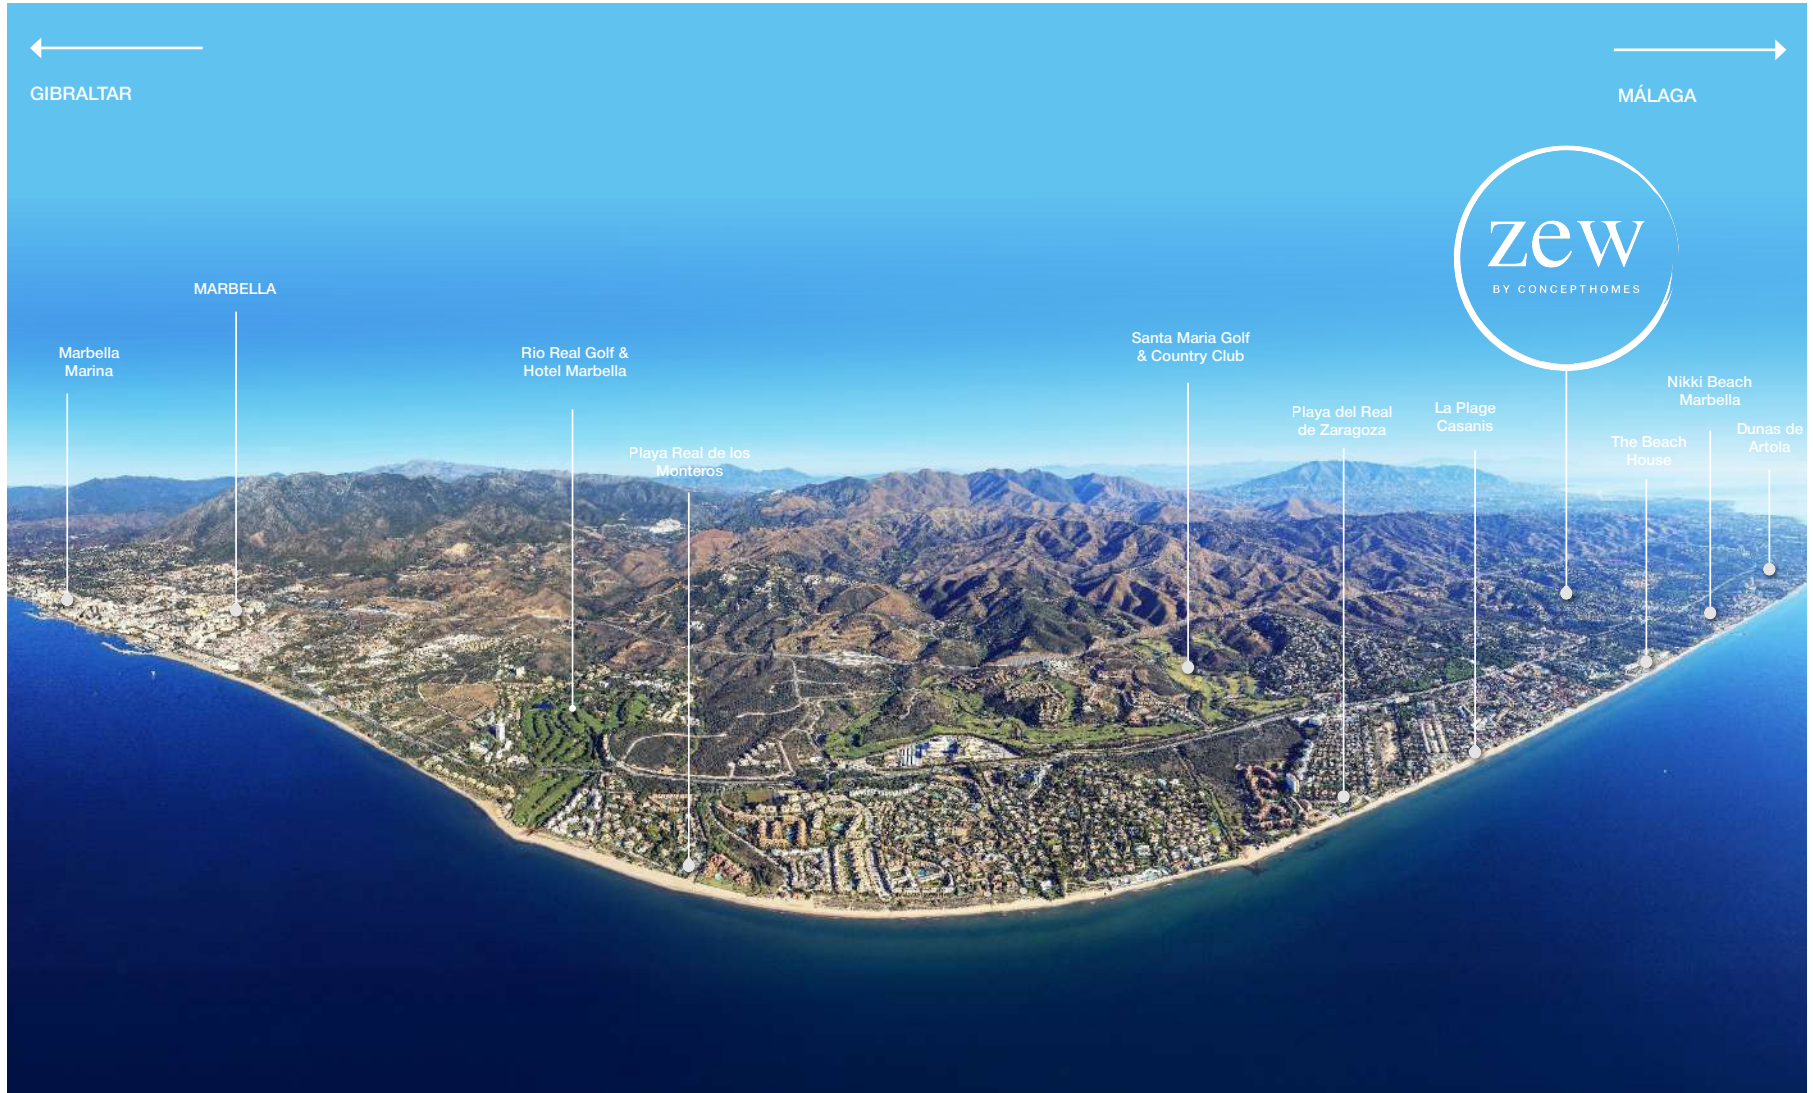 GIBRALTAR
MÁLAGA
zew
BY CONCEPTHOMES
MARBELLA
Marbella
Marina
Rio Real Golf &
Hotel Marbella
Playa Real de los
Monteros
Santa Maria Golf
& Country Club
Playa del Real
de Zaragoza
La Plage
Casanis
The Beach
House
Nikki Beach
Marbella
Dunas de
Artola